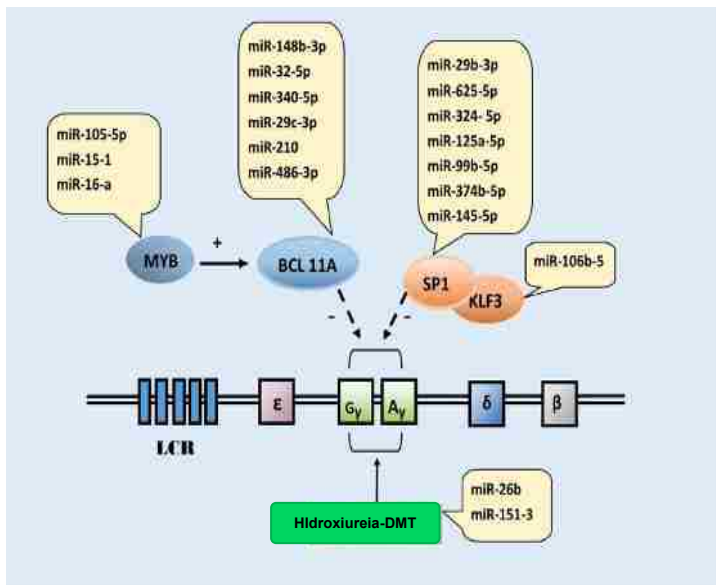 miR-148b-3p
miR-32-5p
miR-340-5p
miR-29c-3p
miR-210
miR-486-3p
miR-29b-3p
miR-625-5p
miR-324- 5p
miR-125a-5p
miR-99b-5p
miR-374b-5p
miR-145-5p
miR-105-5p
miR-15-1
miR-16-a
miR-106b-5
MYB
+
BCL 11A
SP1
KLF3
- -
ε Gγ Aγ δ β
LCR
HIdroxiureia-DMT
miR-26b
miR-151-3